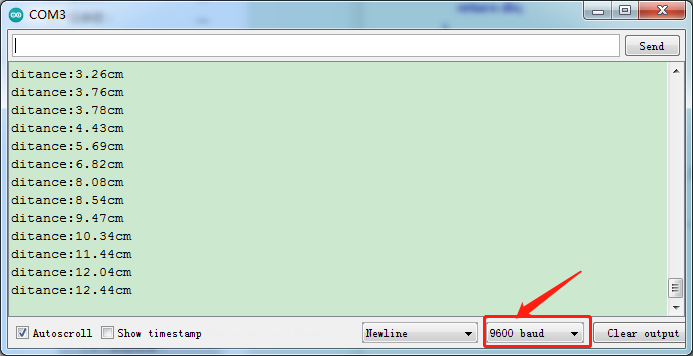 COM3
Send
ditance:3.26cm
ditance:3.76cm
ditance:3.78cm
ditance:4.43cm
ditance:5.69cm
ditance:6.82cm
ditance:8.08cm
ditance:8.54cm
ditance:9.47cm
ditance:10.34cm
ditance:11.44cm
ditance:12.04cm
ditance:12.44cm
Autoscroll Show timestamp Newline 9600 baud Clear output